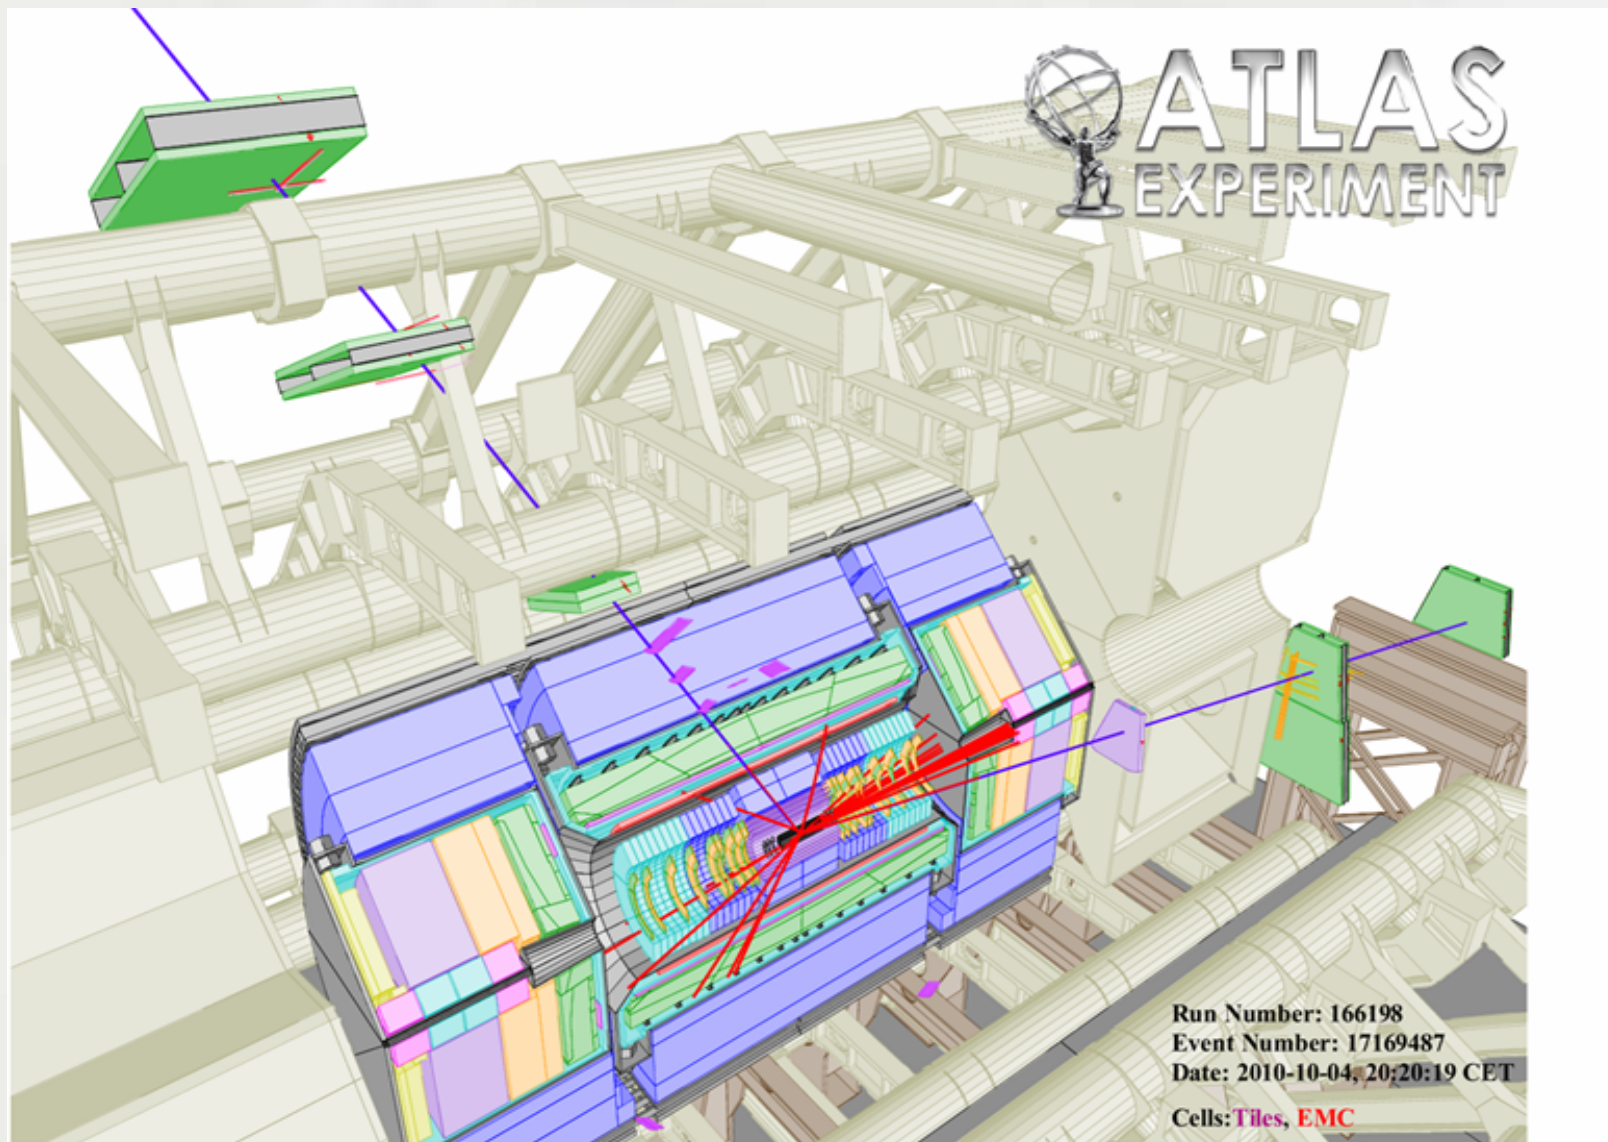 ATLAS
EXPERIMENT
Run Number: 166198
Event Number: 17169487
Date: 2010-10-04, 20:20:19 CET
Cells:Tiles, EMC